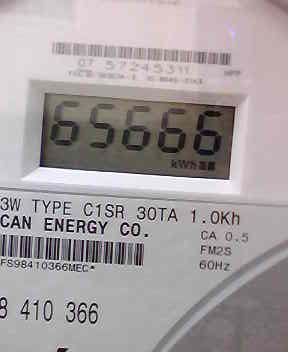 07 57245311
65666
kWh
3W TYPE C1SR 30TA 1.0Kh
CAN ENERGY CO.
CA 0.5
FM2S
FS98410366MEC*
60Hz
8 410 366